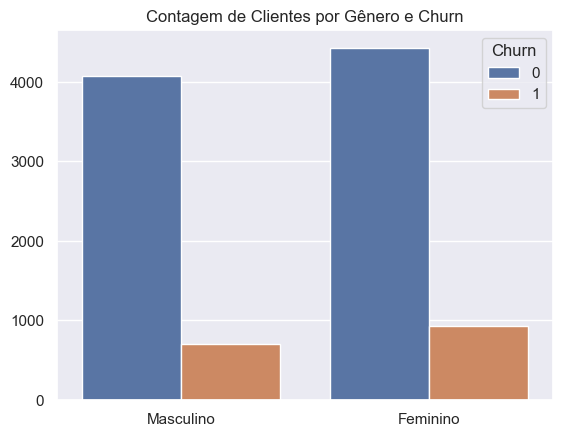 Contagem de Clientes por Gênero e Churn
Churn
0
1
4000
3000
2000
1000
0
Masculino
Feminino